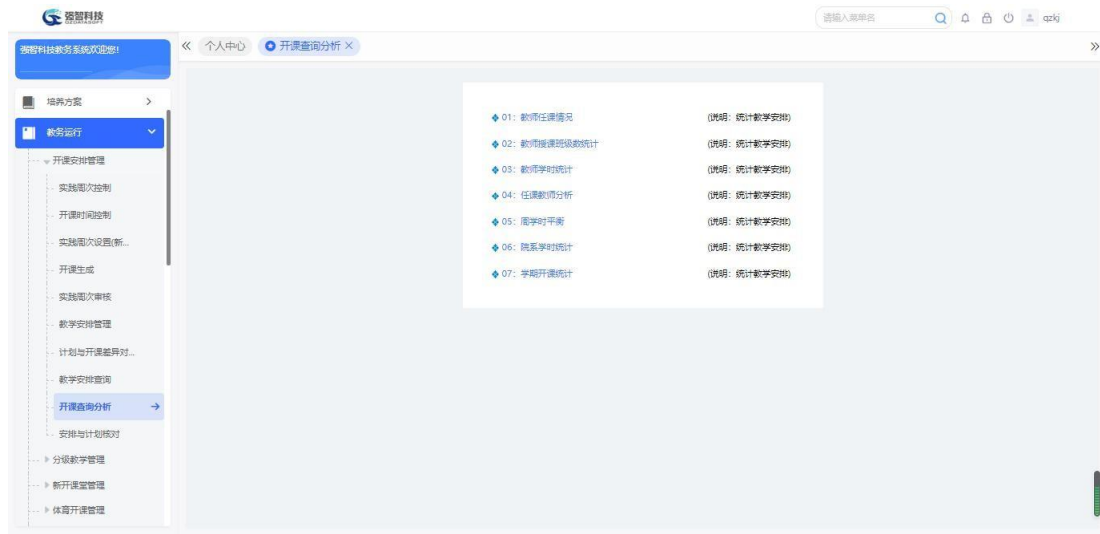 强智科技
QZDATASOFT
请输入菜单名
qzkj
强智科技教务系统欢迎您!
个人中心
开课查询分析
培养方案
教务运行
开课安排管理
实践周次控制
开课时间控制
实践周次设置(新...
开课生成
实践周次审核
教学安排管理
计划与开课差异对...
教学安排查询
开课查询分析
安排与计划核对
分级教学管理
新开课堂管理
体育开课管理
01: 教师任课情况 (说明: 统计教学安排)
02: 教师授课班级数统计 (说明: 统计教学安排)
03: 教师学时统计 (说明: 统计教学安排)
04: 任课教师分析 (说明: 统计教学安排)
05: 周学时平衡 (说明: 统计教学安排)
06: 院系学时统计 (说明: 统计教学安排)
07: 学期开课统计 (说明: 统计教学安排)